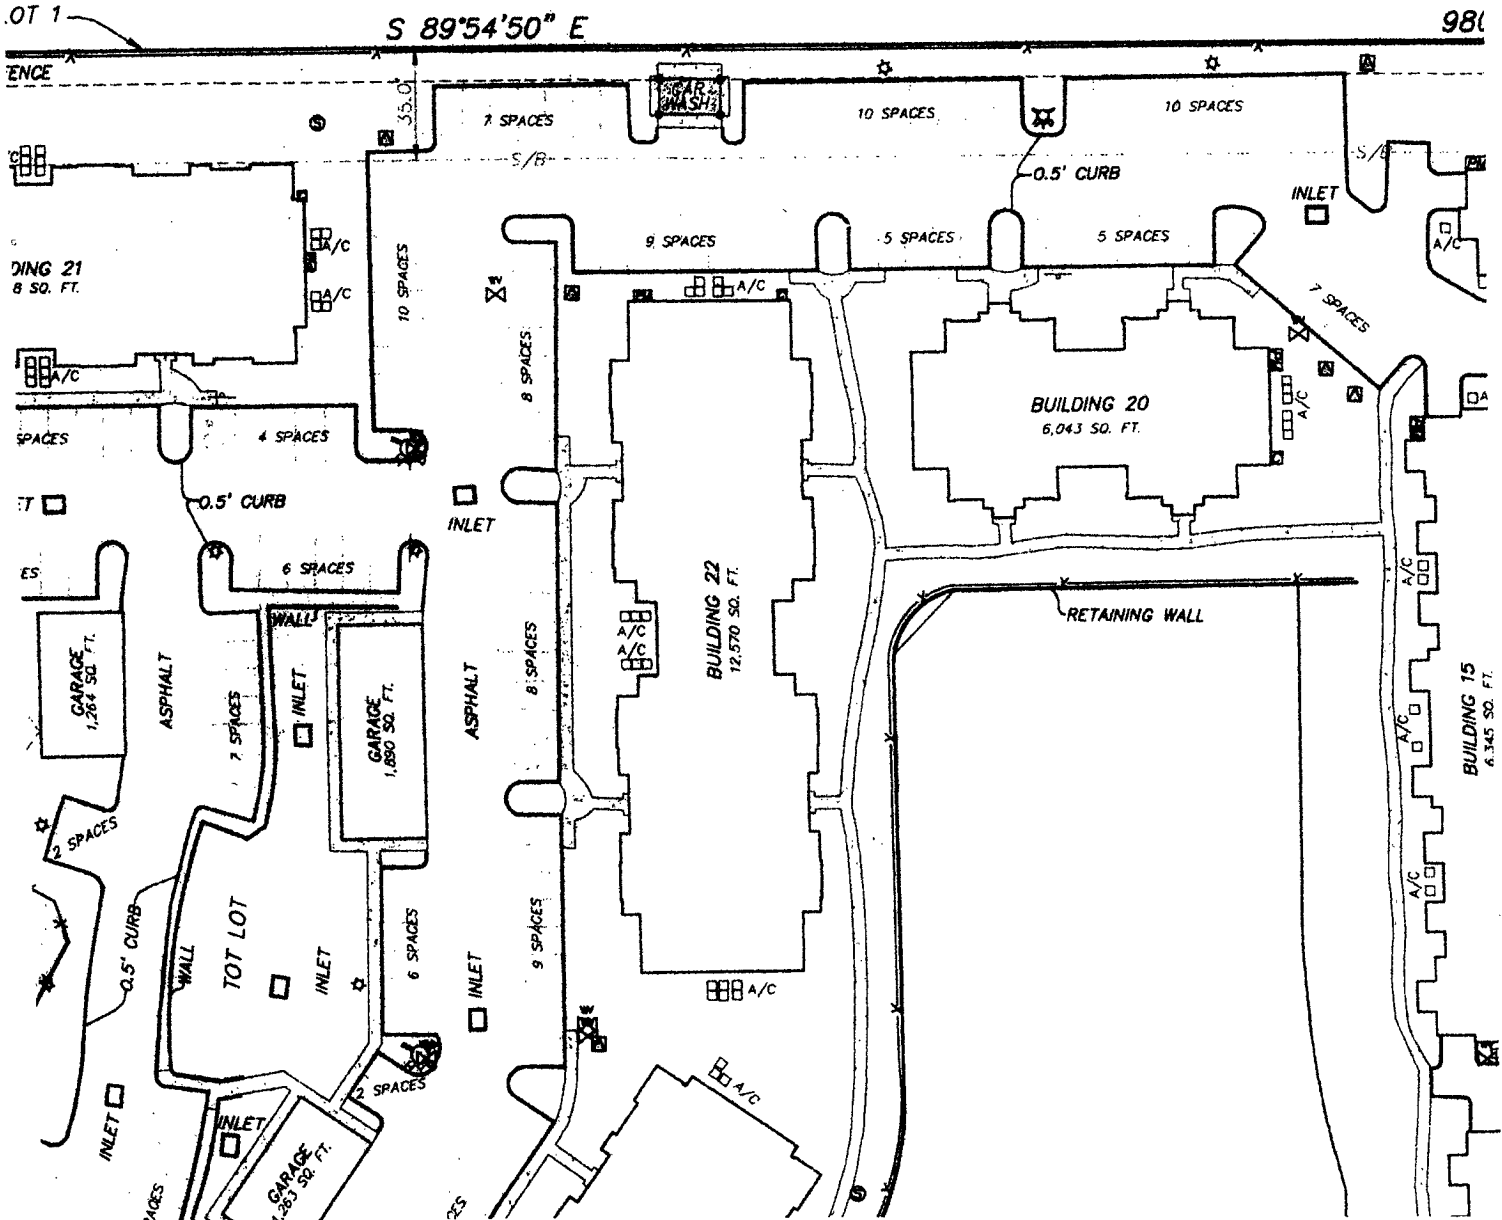 .OT 1
S 89°54'50" E
98
ENCE
35.0
7 SPACES
CAR
WASH
10 SPACES
10 SPACES
S/B
S/B
0.5' CURB
INLET
A/C
9 SPACES
5 SPACES
5 SPACES
A/C
DING 21
8 SQ. FT.
10 SPACES
A/C
A/C
7 SPACES
8 SPACES
A/C
BUILDING 20
6,043 SQ. FT.
A/C
A
SPACES
4 SPACES
0.5' CURB
INLET
ES
6 SPACES
A/C
WALL
RETAINING WALL
A/C
A/C
BUILDING 22
12,570 SQ. FT.
GARAGE
1,264 SQ. FT.
ASPHALT
7 SPACES
INLET
GARAGE
1,890 SQ. FT.
ASPHALT
8 SPACES
A/C
BUILDING 15
6,345 SQ. FT.
2 SPACES
A/C
0.5' CURB
WALL
TOT LOT
INLET
6 SPACES
INLET
9 SPACES
A/C
2 SPACES
A/C
INLET
INLET
GARAGE
1,263 SQ. FT.
PACES
CES